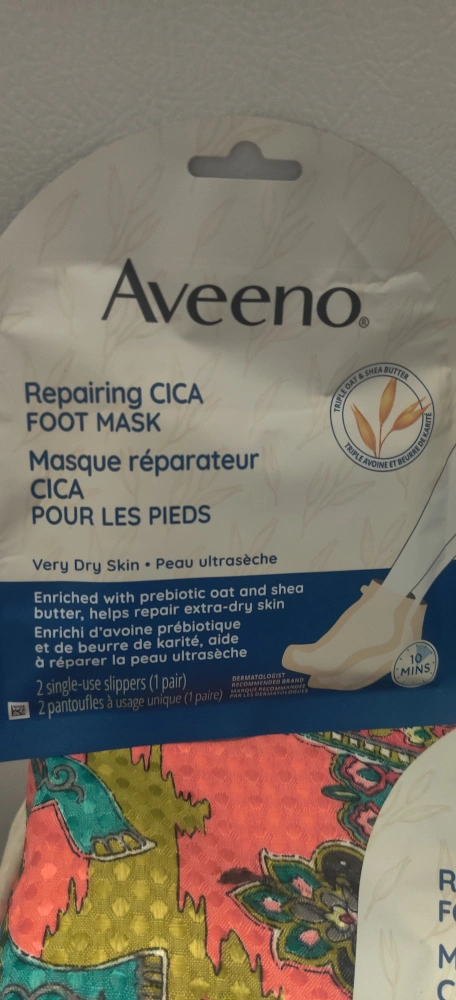 Aveeno®
Repairing CICA
FOOT MASK
TRIPLE OAT & SHEA BUTTER
TRIPLE AVOINE ET BEURRE DE KARITÉ
Masque réparateur
CICA
POUR LES PIEDS
Very Dry Skin • Peau ultrasèche
Enriched with prebiotic oat and shea
butter, helps repair extra-dry skin
Enrichi d'avoine prébiotique
et de beurre de karité, aide
à réparer la peau ultrasèche
10
MINS
2 single-use slippers (1 pair)
2 pantoufles à usage unique (1 paire)
DERMATOLOGIST
RECOMMENDED BRAND
MARQUE RECOMMANDÉE
PAR LES DERMATOLOGUES
R
F
M
C